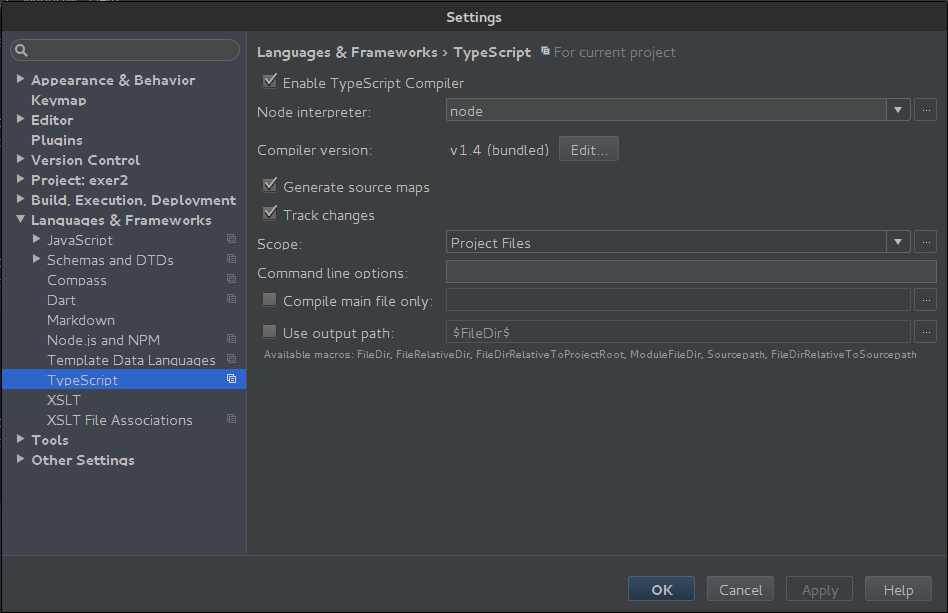 Settings
Languages & Frameworks › TypeScript For current project
Appearance & Behavior
Keymap
Editor
Plugins
Version Control
Project: exer2
Build, Execution, Deployment
Languages & Frameworks
JavaScript
Schemas and DTDs
Compass
Dart
Markdown
Node.js and NPM
Template Data Languages
TypeScript
XSLT
XSLT File Associations
Tools
Other Settings
Enable TypeScript Compiler
Node interpreter: node ...
Compiler version: v1.4 (bundled) Edit...
Generate source maps
Track changes
Scope: Project Files ...
Command line options:
Compile main file only: ...
Use output path: $FileDir$ ...
Available macros: FileDir, FileRelativeDir, FileDirRelativeToProjectRoot, ModuleFileDir, Sourcepath, FileDirRelativeToSourcepath
OK Cancel Apply Help